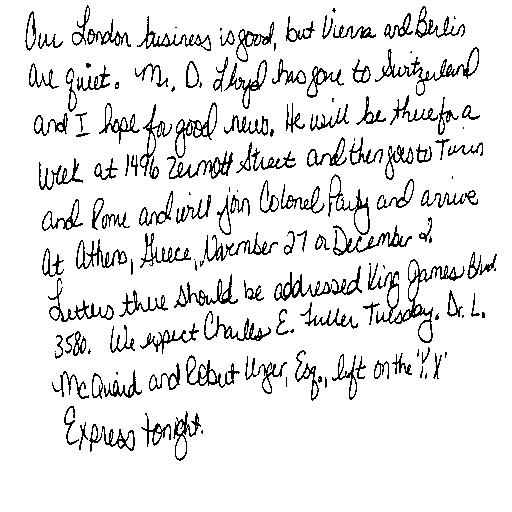 Our London business is good, but Vienna and Berlin
are quiet. Mr. D. Lloyd has gone to Switzerland
and I hope for good news. He will be there for a
week at 1496 Zermott Street and then goes to Turin
and Rome and will join Colonel Parry and arrive
at Athens, Greece, November 27 or December 2.
Letters there should be addressed King James Blvd.
3580. We expect Charles E. Fuller Tuesday. Dr. L.
McQuaid and Robert Unger, Esq., left on the 'Y.X'
Express tonight.